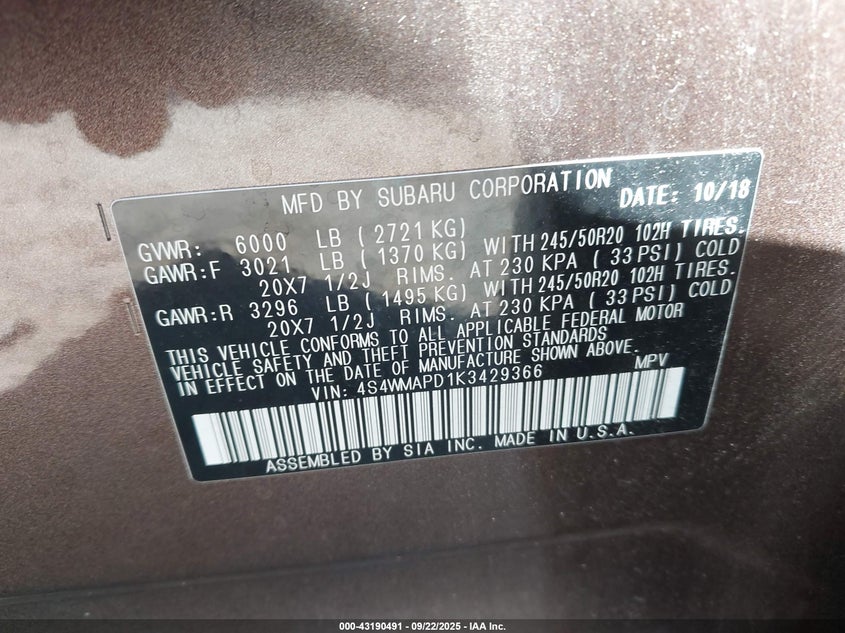 MFD BY SUBARU CORPORATION DATE: 10/18
GVWR: 6000 LB ( 2721 KG)
GAWR:F 3021 LB ( 1370 KG) WITH 245/50R20 102H TIRES.
20X7 1/2J RIMS. AT 230 KPA ( 33 PSI) COLD
GAWR:R 3296 LB ( 1495 KG) WITH 245/50R20 102H TIRES.
20X7 1/2J RIMS. AT 230 KPA ( 33 PSI) COLD
THIS VEHICLE CONFORMS TO ALL APPLICABLE FEDERAL MOTOR
VEHICLE SAFETY AND THEFT PREVENTION STANDARDS
IN EFFECT ON THE DATE OF MANUFACTURE SHOWN ABOVE.
VIN: 4S4WMAPD1K3429366 MPV
ASSEMBLED BY SIA INC. MADE IN U.S.A.
000-43190491 - 09/22/2025 - IAA Inc.